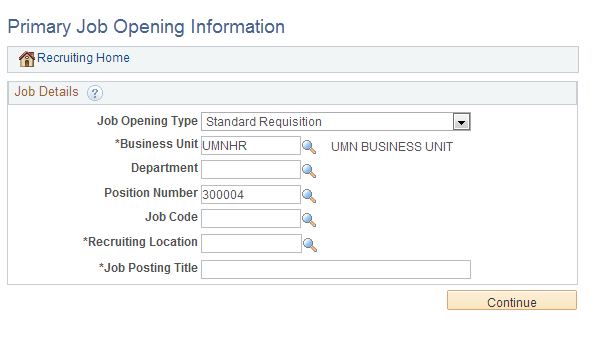 Primary Job Opening Information
Recruiting Home
Job Details ?
Job Opening Type Standard Requisition
*Business Unit UMNHR UMN BUSINESS UNIT
Department
Position Number 300004
Job Code
*Recruiting Location
*Job Posting Title
Continue